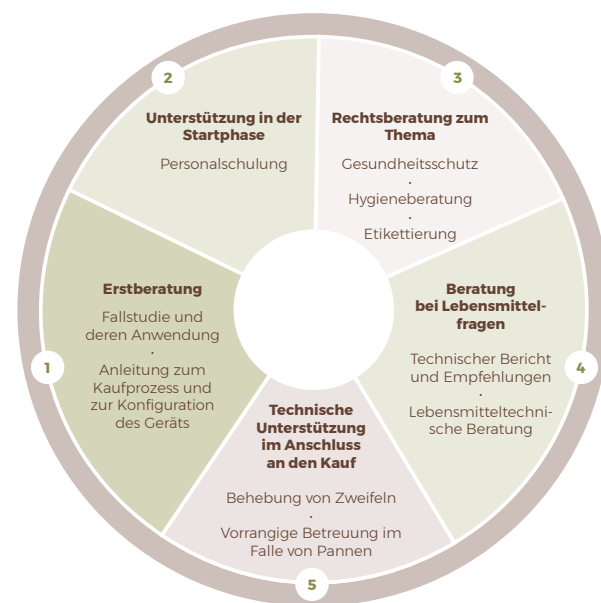 1
Erstberatung
Fallstudie und
deren Anwendung
·
Anleitung zum
Kaufprozess und
zur Konfiguration
des Geräts
2
Unterstützung in der
Startphase
Personalschulung
3
Rechtsberatung zum
Thema
Gesundheitsschutz
·
Hygieneberatung
·
Etikettierung
4
Beratung
bei Lebensmittel-
fragen
Technischer Bericht
und Empfehlungen
·
Lebensmitteltechni-
sche Beratung
5
Technische
Unterstützung
im Anschluss
an den Kauf
Behebung von Zweifeln
·
Vorrangige Betreuung im
Falle von Pannen